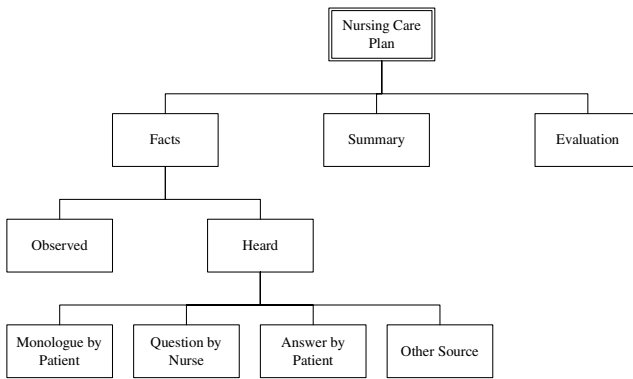 Nursing Care
Plan
Facts
Summary
Evaluation
Observed
Heard
Monologue by
Patient
Question by
Nurse
Answer by
Patient
Other Source